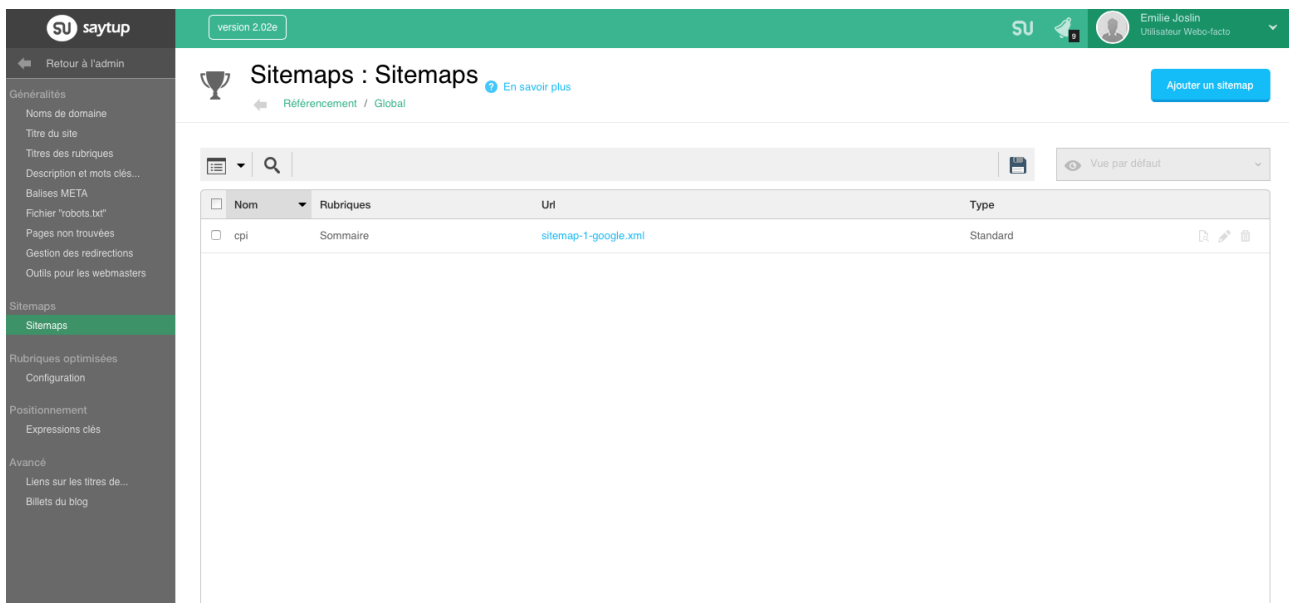 saytup
version 2.02e
SU
9
Emilie Joslin
Utilisateur Webo-facto
Retour à l'admin
Généralités
Noms de domaine
Titre du site
Titres des rubriques
Description et mots clés...
Balises META
Fichier "robots.txt"
Pages non trouvées
Gestion des redirections
Outils pour les webmasters
Sitemaps
Sitemaps
Rubriques optimisées
Configuration
Positionnement
Expressions clés
Avancé
Liens sur les titres de...
Billets du blog
Sitemaps : Sitemaps ? En savoir plus
Référencement / Global
Ajouter un sitemap
Vue par défaut
Nom Rubriques Url Type
cpi Sommaire sitemap-1-google.xml Standard